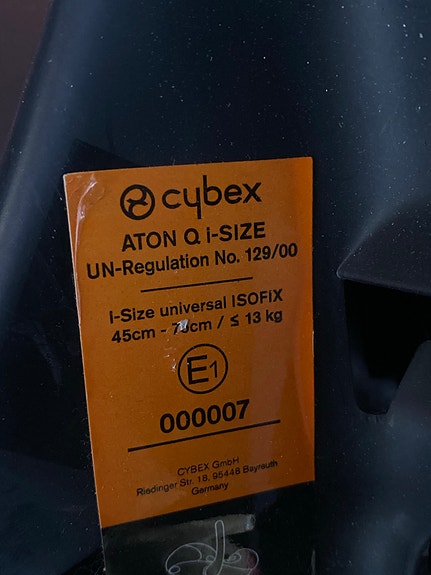 cybex
ATON Q i-SIZE
UN-Regulation No. 129/00
I-Size universal ISOFIX
45cm - / ≤ 13 kg
E1
000007
CYBEX GmbH
Riedinger Str. 18, 95448 Bayreuth
Germany